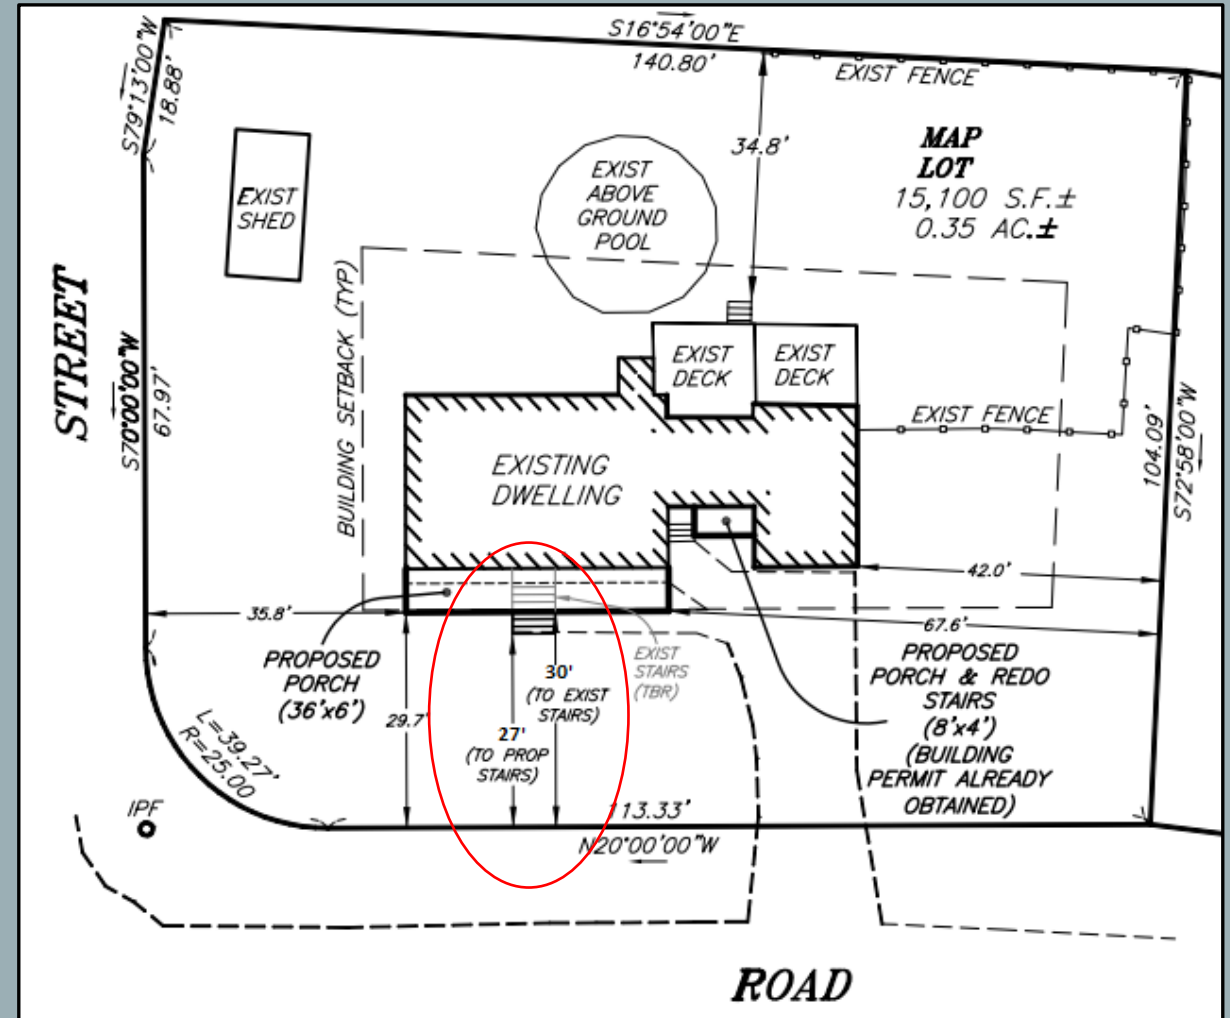 S16°54'00"E
140.80'
S79°13'00"W
18.88'
EXIST FENCE
34.8'
MAP
LOT
15,100 S.F.±
0.35 AC.±
EXIST
SHED
EXIST
ABOVE
GROUND
POOL
STREET
S70°00'00"W
67.97'
BUILDING SETBACK (TYP)
EXIST
DECK
EXIST
DECK
EXIST FENCE
104.09'
S72°58'00"W
EXISTING
DWELLING
42.0'
35.8'
67.6'
PROPOSED
PORCH
(36'x6')
29.7'
30'
(TO EXIST
STAIRS)
27'
(TO PROP
STAIRS)
EXIST
STAIRS
(TBR)
PROPOSED
PORCH & REDO
STAIRS
(8'x4')
(BUILDING
PERMIT ALREADY
OBTAINED)
L=39.27'
R=25.00
IPF
113.33'
N20°00'00"W
ROAD